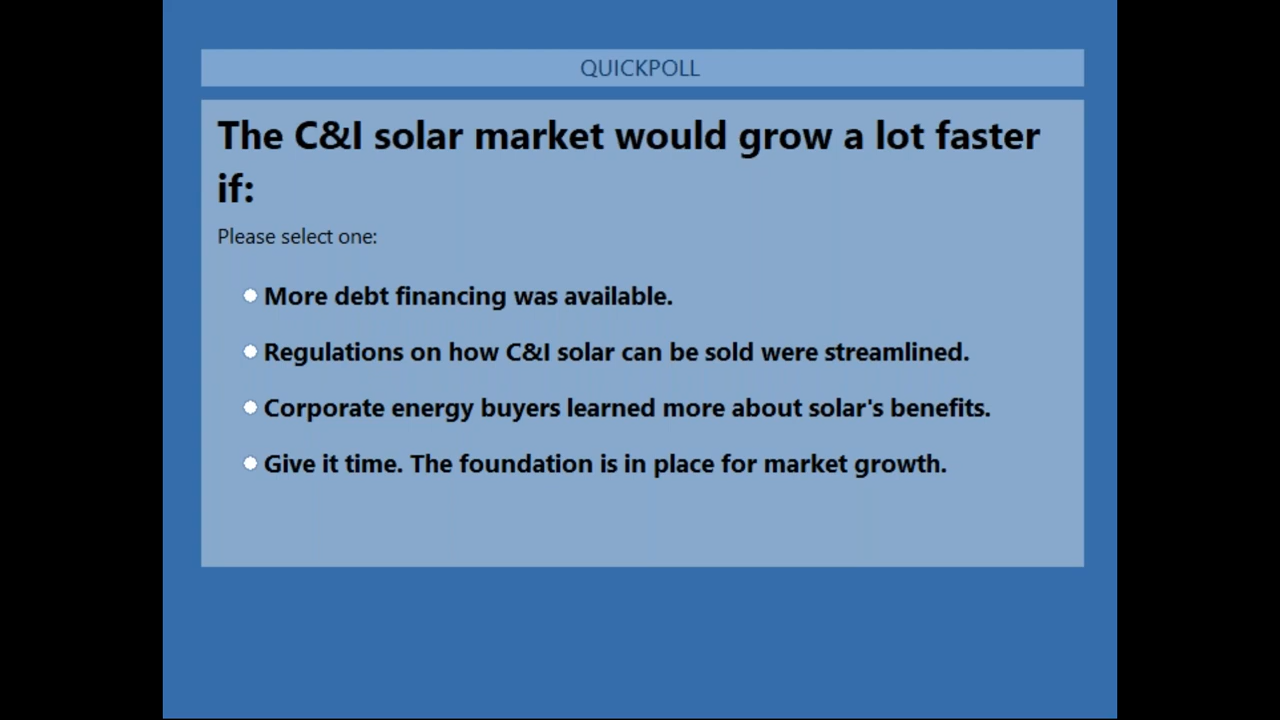 QUICKPOLL
The C&I solar market would grow a lot faster
if:
Please select one:
More debt financing was available.
Regulations on how C&I solar can be sold were streamlined.
Corporate energy buyers learned more about solar's benefits.
Give it time. The foundation is in place for market growth.